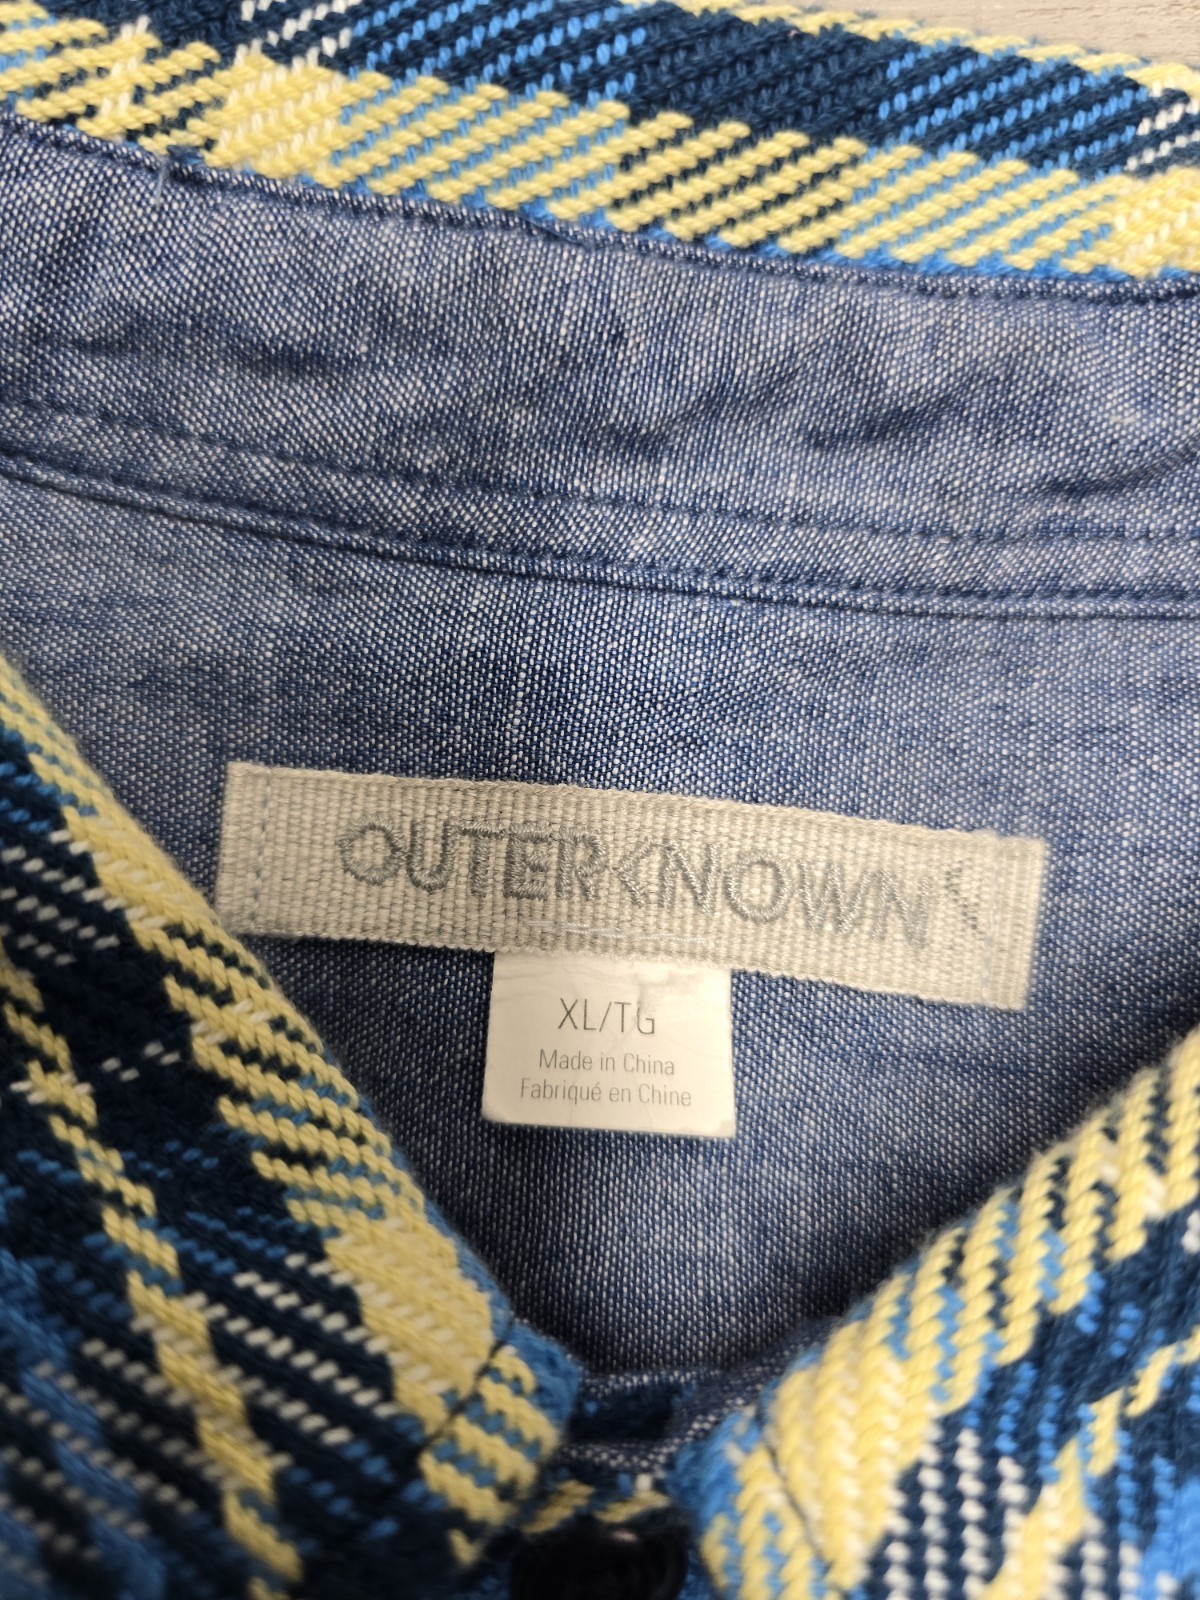 OUTERKNOWN
XL/TG
Made in China
Fabriqué en Chine